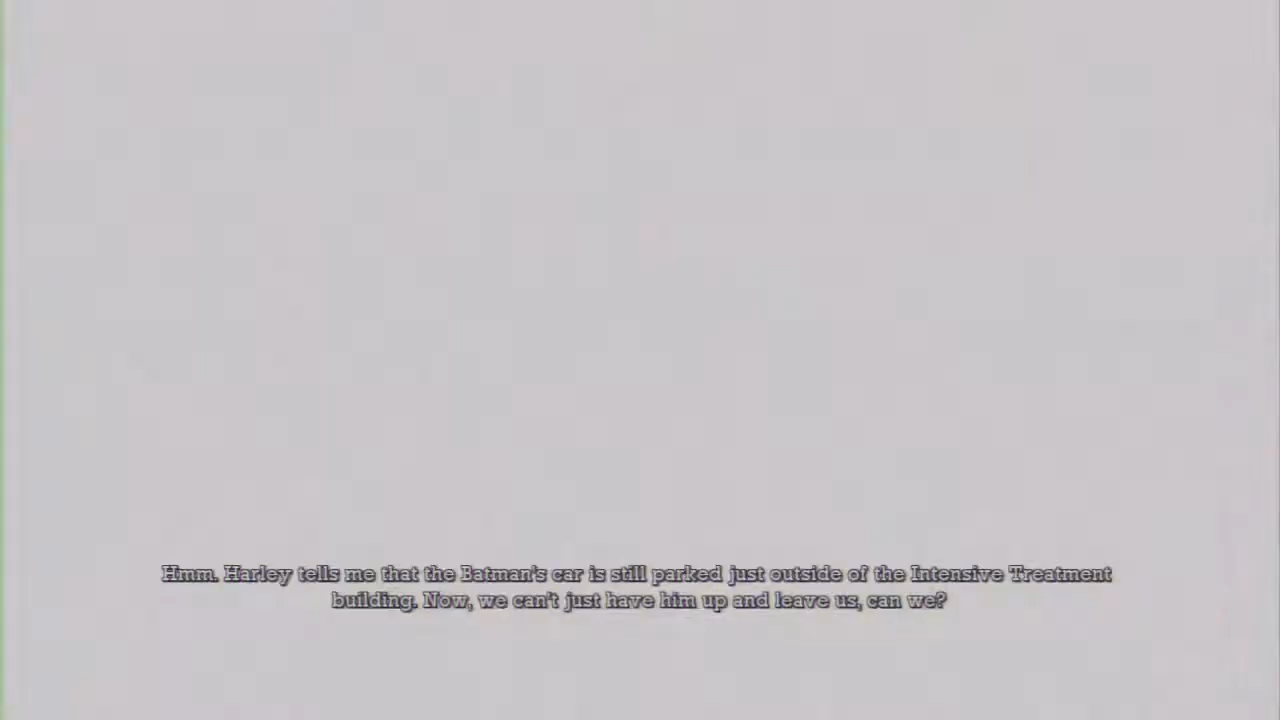 Hmm. Harley tells me that the Batman's car is still parked just outside of the Intensive Treatment
building. Now, we can't just have him up and leave us, can we?